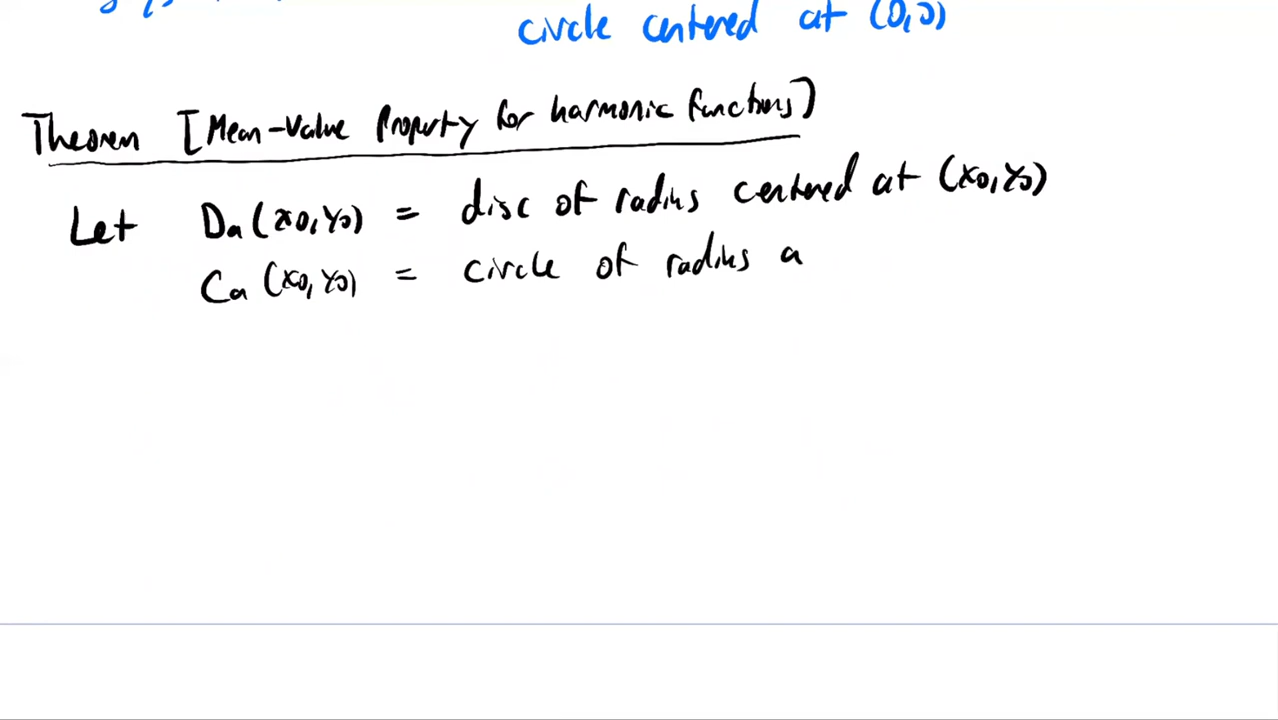 circle centered at (0,0)
Theorem [Mean-Value Property for harmonic functions]
Let Da(x0,y0) = disc of radius centered at (x0,y0)
Ca(x0,y0) = circle of radius a